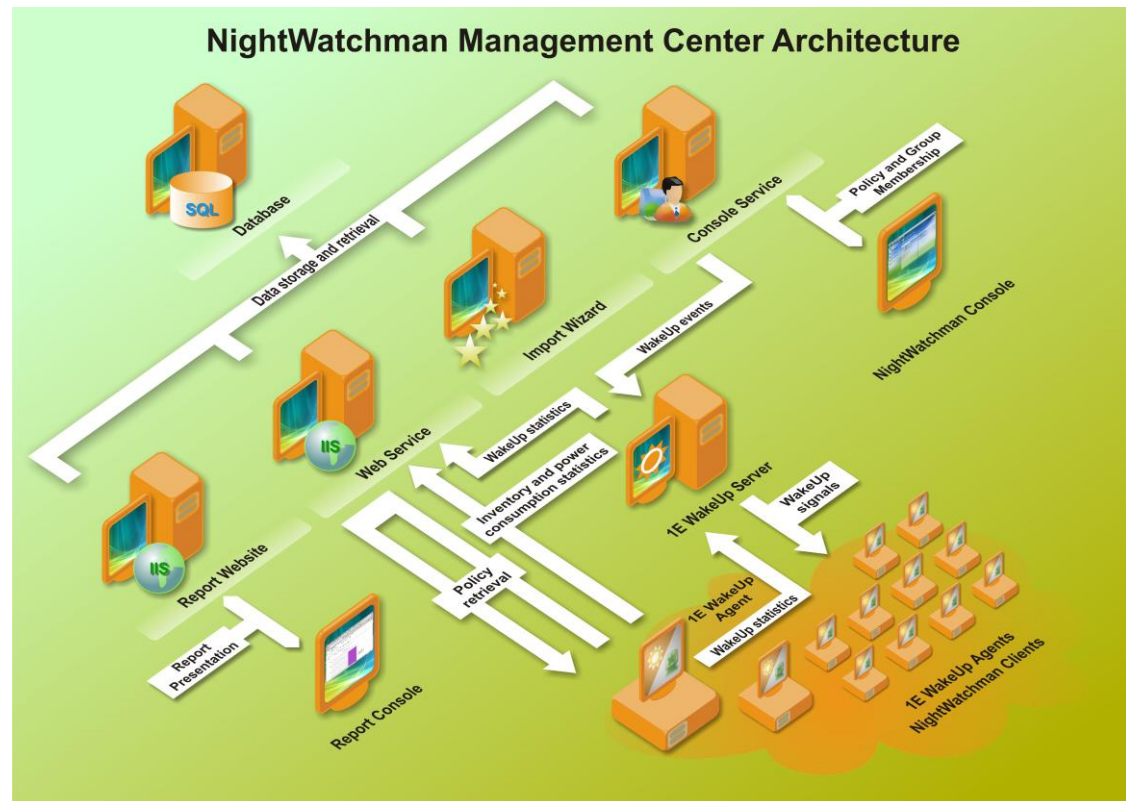 NightWatchman Management Center Architecture
SQL
Database
Data storage and retrieval
Console Service
Policy and Group
Membership
NightWatchman Console
Import Wizard
WakeUp events
IIS
Web Service
WakeUp statistics
Inventory and power
consumption statistics
1E WakeUp Server
WakeUp
signals
IIS
Report Website
Policy
retrieval
Report
Presentation
Report Console
1E WakeUp
Agent
WakeUp statistics
1E WakeUp Agents
NightWatchman Clients